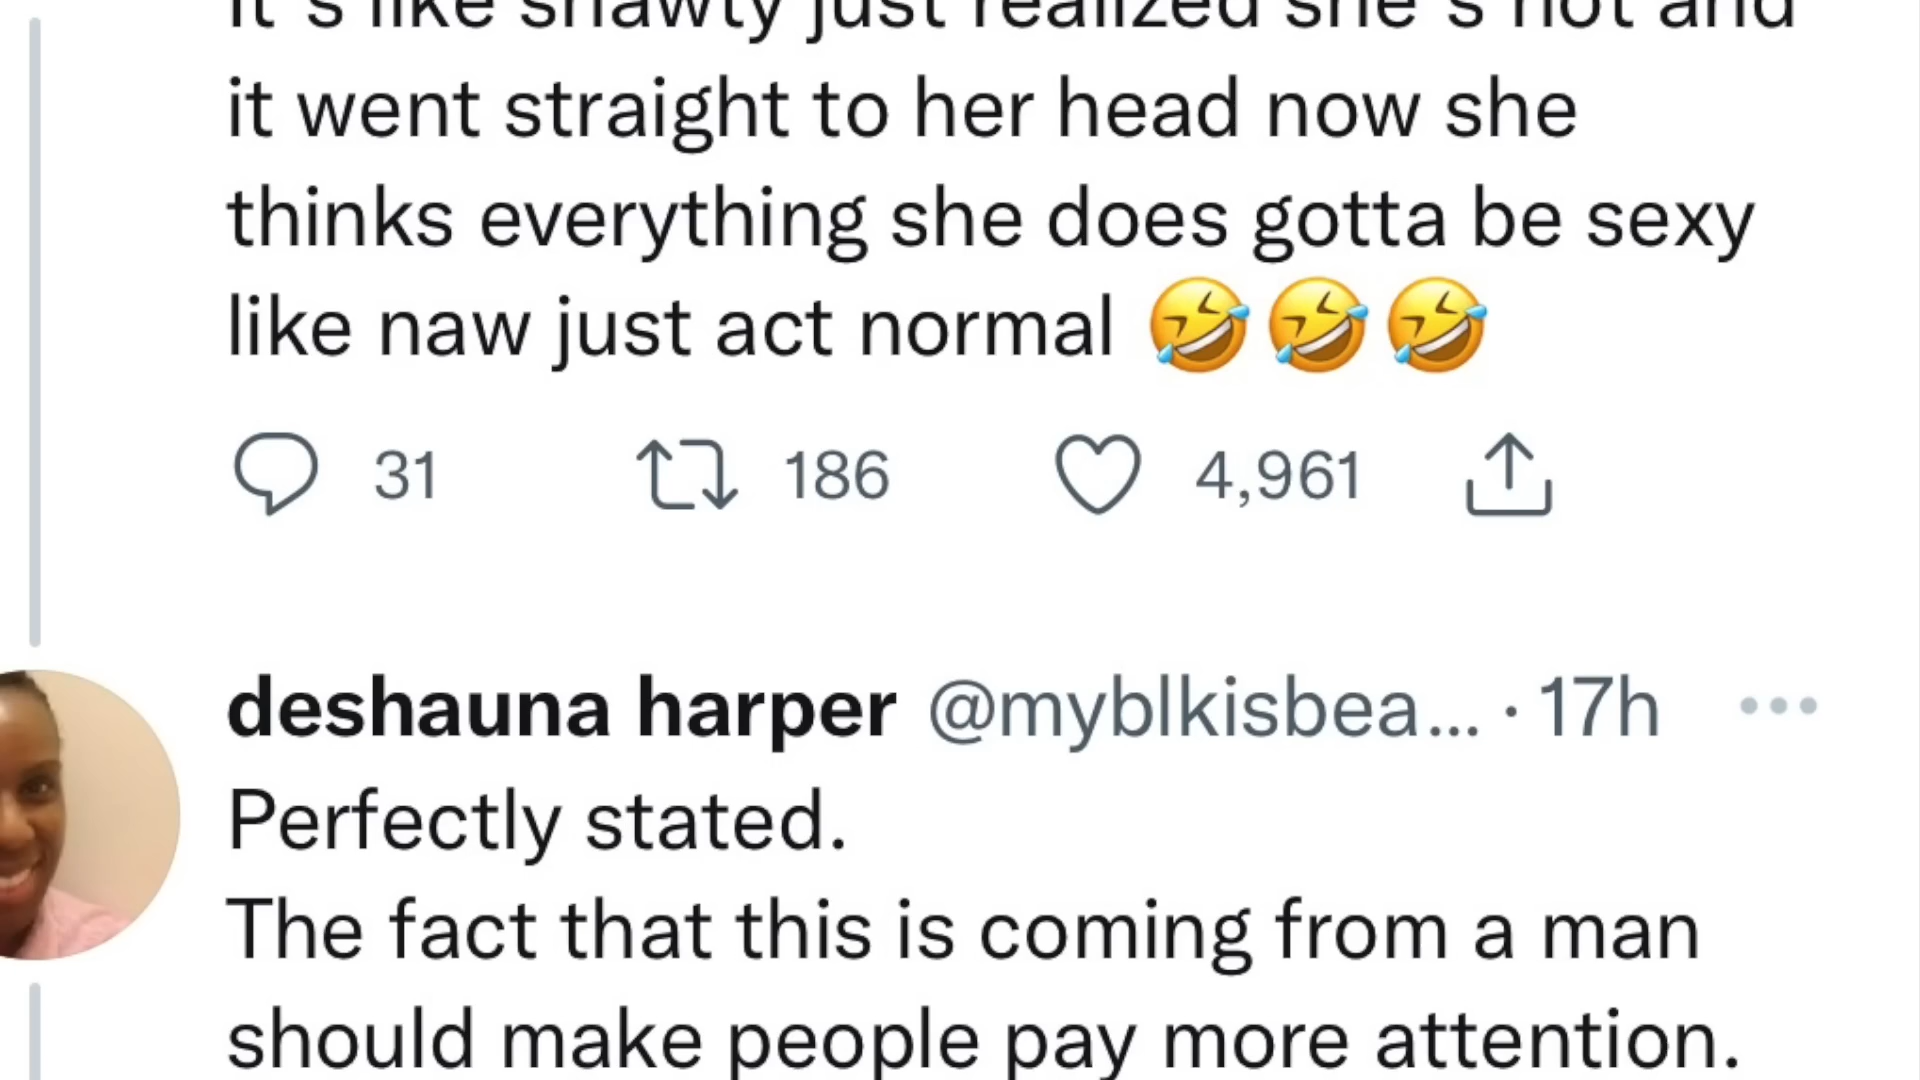 It's like shawty just realized she's hot and
it went straight to her head now she
thinks everything she does gotta be sexy
like naw just act normal 🤣🤣🤣
31 186 4,961
deshauna harper @myblkisbea... · 17h ...
Perfectly stated.
The fact that this is coming from a man
should make people pay more attention.